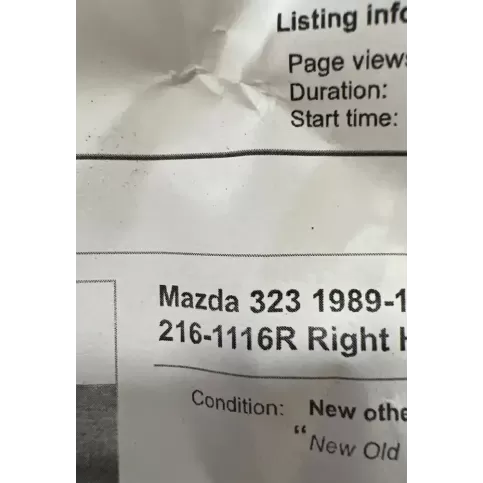 Listing info
Page views
Duration:
Start time:
Mazda 323 1989-1
216-1116R Right H
Condition: New othe
“New Old